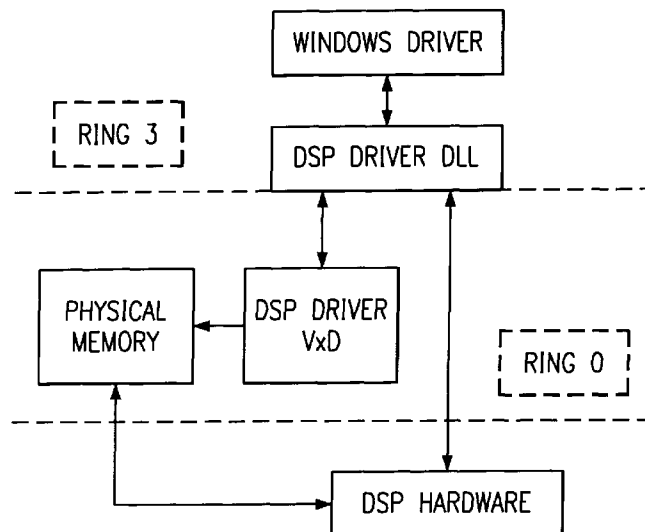 WINDOWS DRIVER
RING 3
DSP DRIVER DLL
PHYSICAL
MEMORY
DSP DRIVER
VxD
RING 0
DSP HARDWARE